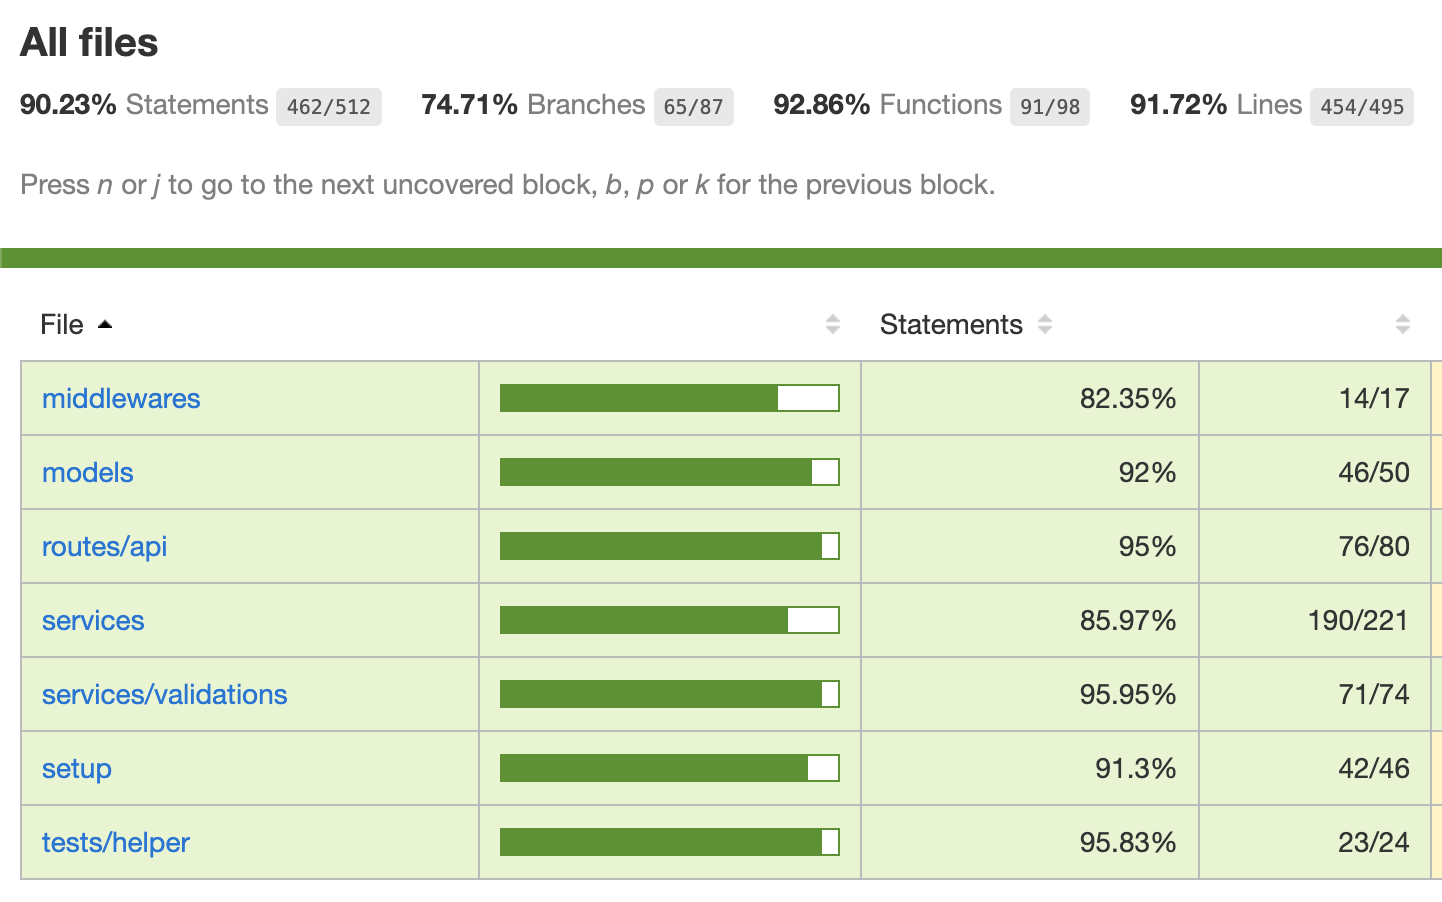 All files
90.23% Statements 462/512 74.71% Branches 65/87 92.86% Functions 91/98 91.72% Lines 454/495
Press n or j to go to the next uncovered block, b, p or k for the previous block.
File Statements
middlewares 82.35% 14/17
models 92% 46/50
routes/api 95% 76/80
services 85.97% 190/221
services/validations 95.95% 71/74
setup 91.3% 42/46
tests/helper 95.83% 23/24